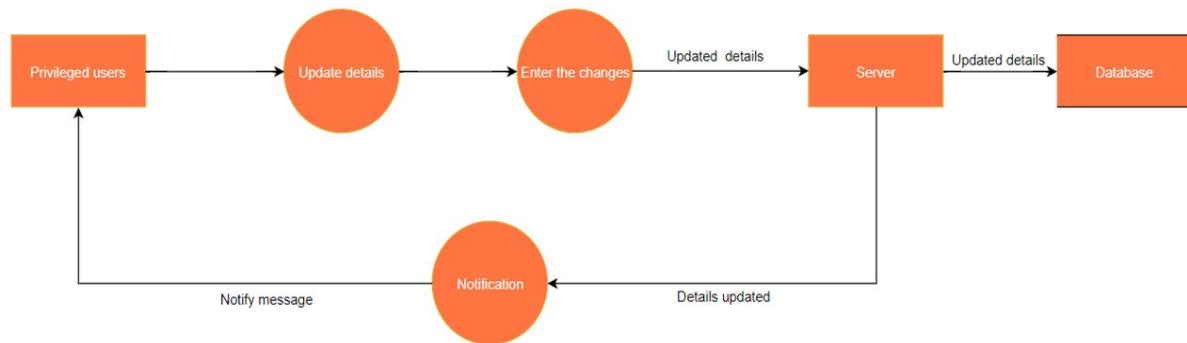 Privileged users
Update details
Enter the changes
Updated details
Server
Updated details
Database
Notification
Notify message
Details updated